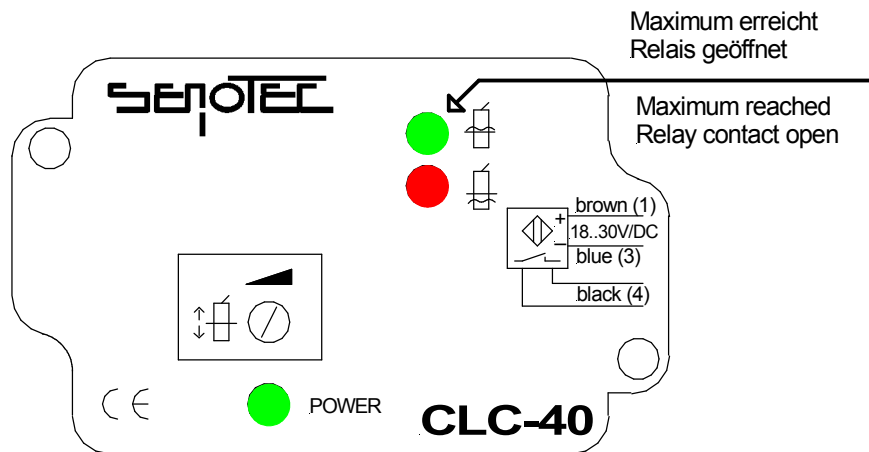 Maximum erreicht
Relais geöffnet
Maximum reached
Relay contact open
SENOTEC
brown (1)
+
18..30V/DC
−
blue (3)
black (4)
CE
POWER
CLC-40